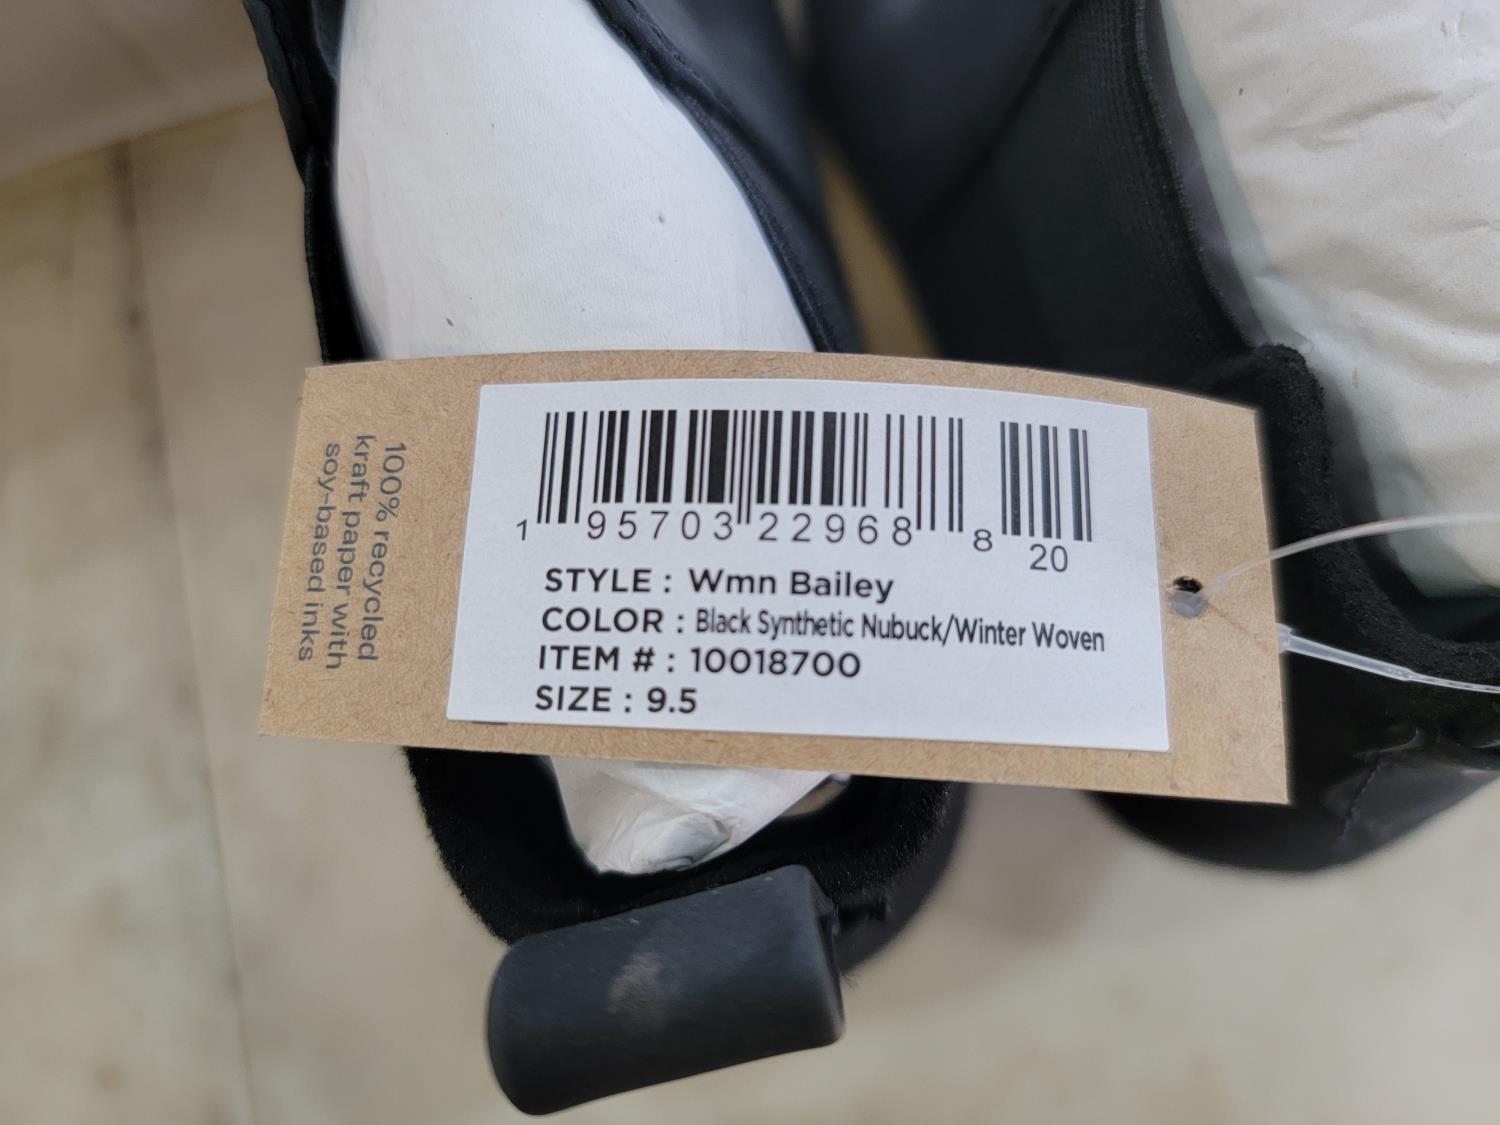 1 95703 22968 8 20
STYLE : Wmn Bailey
COLOR : Black Synthetic Nubuck/Winter Woven
ITEM # : 10018700
SIZE : 9.5
100% recycled
kraft paper with
soy-based inks